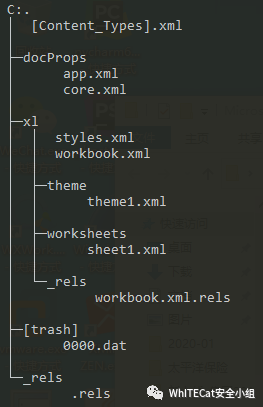 C:.
[Content_Types].xml
docProps
app.xml
core.xml
xl
styles.xml
workbook.xml
theme
theme1.xml
worksheets
sheet1.xml
_rels
workbook.xml.rels
[trash]
0000.dat
_rels
.rels
WhITECat安全小组